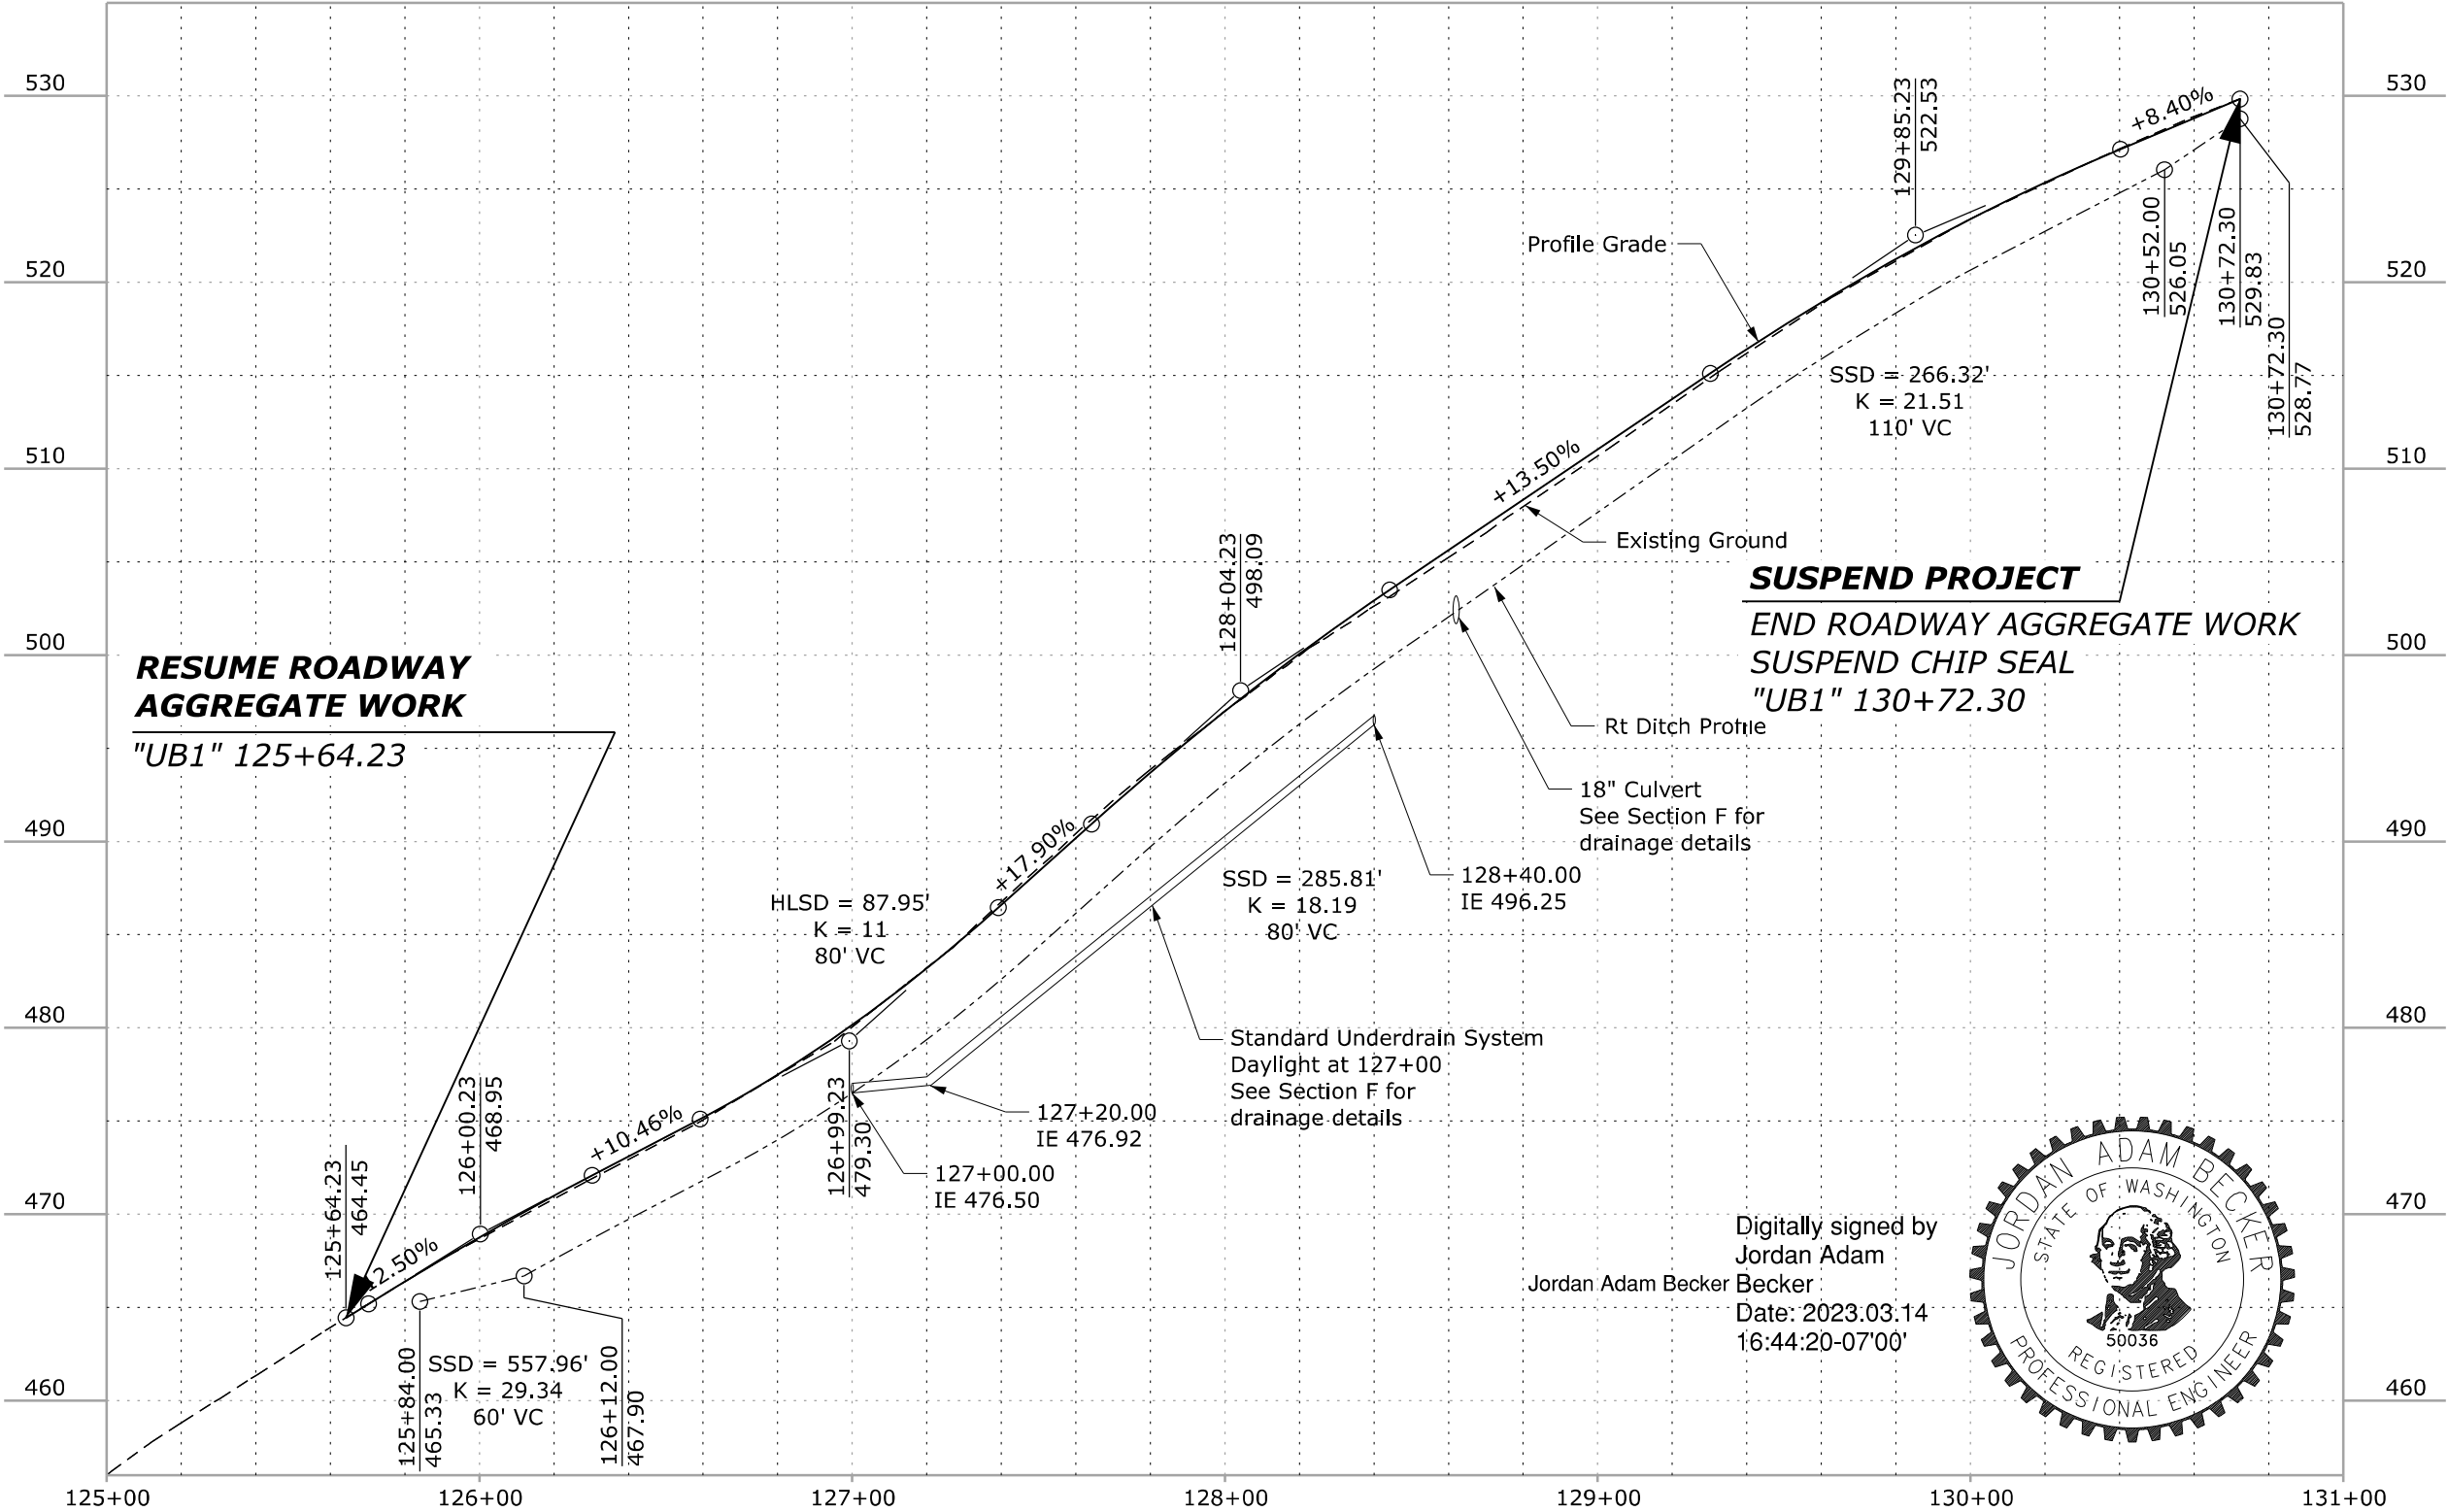 530
520
510
500
490
480
470
460
530
520
510
500
490
480
470
460
125+00
126+00
127+00
128+00
129+00
130+00
131+00
RESUME ROADWAY
AGGREGATE WORK
"UB1" 125+64.23
125+64.23
464.45
126+00.23
468.95
2.50%
+10.46%
125+84.00
465.33
SSD = 557.96'
K = 29.34
60' VC
126+12.00
467.90
126+99.23
479.30
HLSD = 87.95'
K = 11
80' VC
+17.90%
127+00.00
IE 476.50
127+20.00
IE 476.92
Standard Underdrain System
Daylight at 127+00
See Section F for
drainage details
128+04.23
498.09
SSD = 285.81'
K = 18.19
80' VC
128+40.00
IE 496.25
18" Culvert
See Section F for
drainage details
Rt Ditch Profile
Existing Ground
+13.50%
Profile Grade
129+85.23
522.53
SSD = 266.32'
K = 21.51
110' VC
+8.40%
130+52.00
526.05
130+72.30
529.83
130+72.30
528.77
SUSPEND PROJECT
END ROADWAY AGGREGATE WORK
SUSPEND CHIP SEAL
"UB1" 130+72.30
Jordan Adam Becker
Digitally signed by
Jordan Adam
Becker
Date: 2023.03.14
16:44:20-07'00'
JORDAN ADAM BECKER
STATE OF WASHINGTON
50036
REGISTERED
PROFESSIONAL ENGINEER